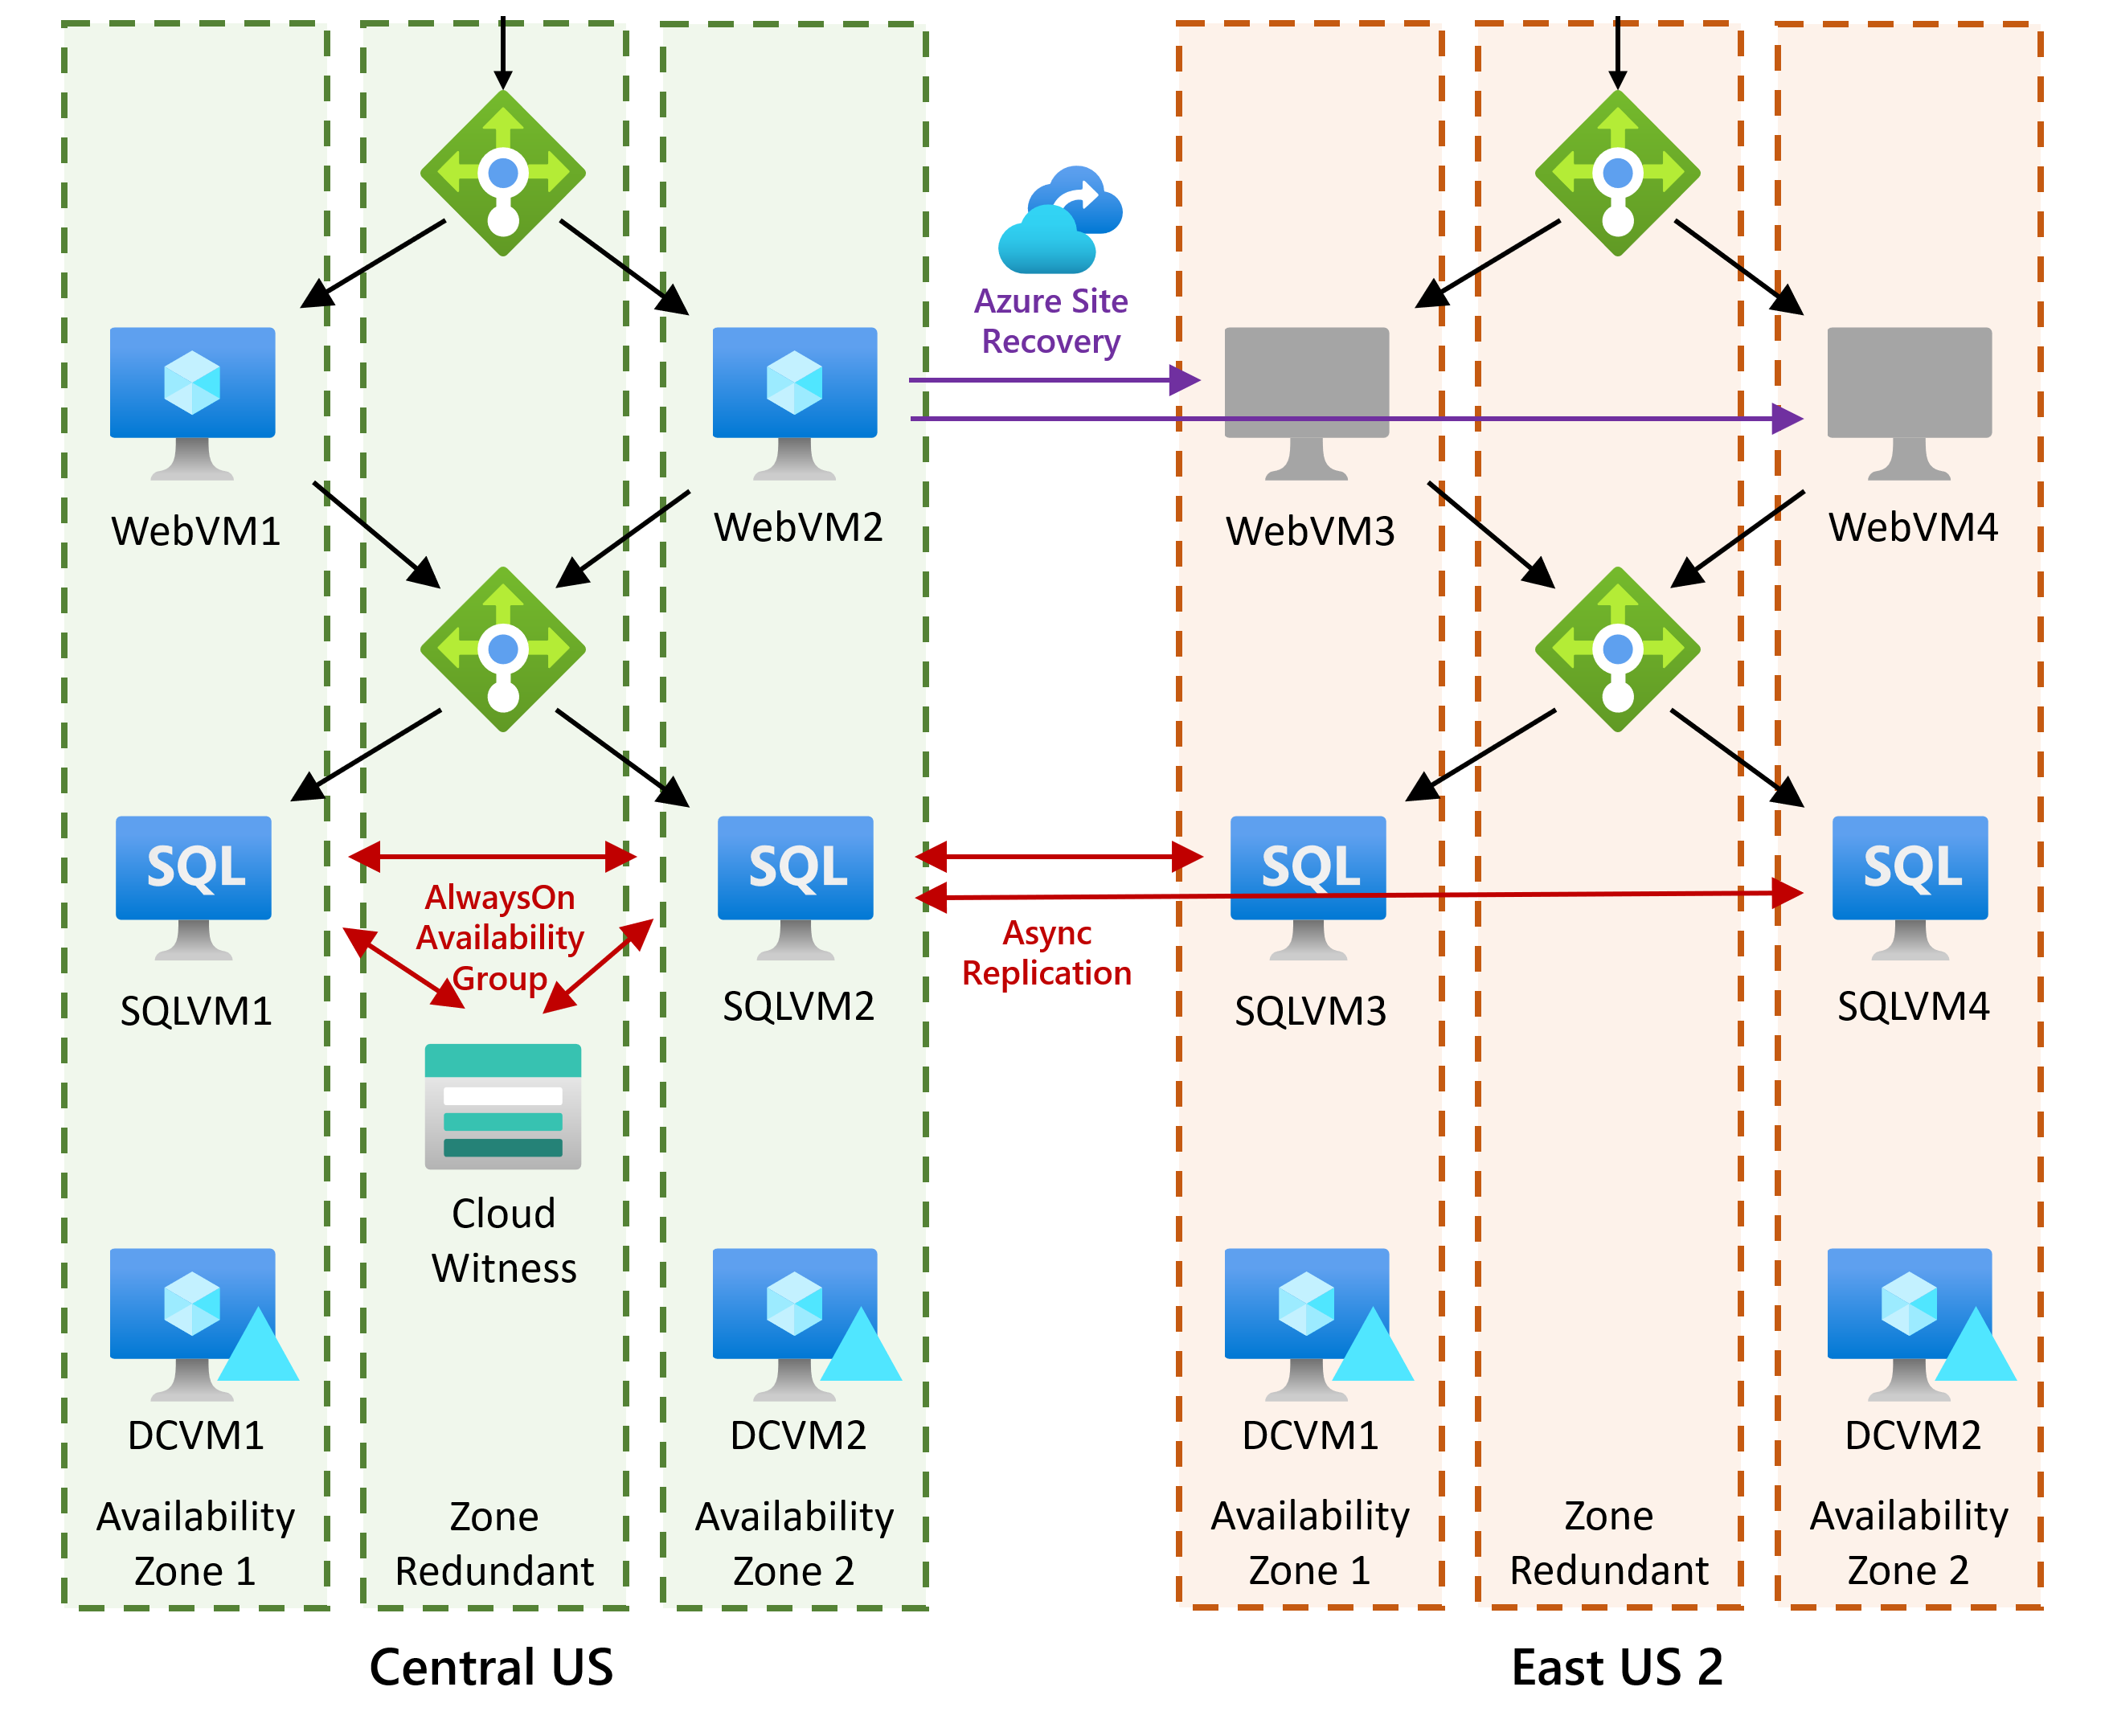 Azure Site
Recovery
WebVM1
WebVM2
WebVM3
WebVM4
SQL
SQL
SQL
SQL
AlwaysOn
Availability
Group
Async
Replication
SQLVM1
SQLVM2
SQLVM3
SQLVM4
Cloud
Witness
DCVM1
DCVM2
DCVM1
DCVM2
Availability
Zone 1
Zone
Redundant
Availability
Zone 2
Availability
Zone 1
Zone
Redundant
Availability
Zone 2
Central US
East US 2